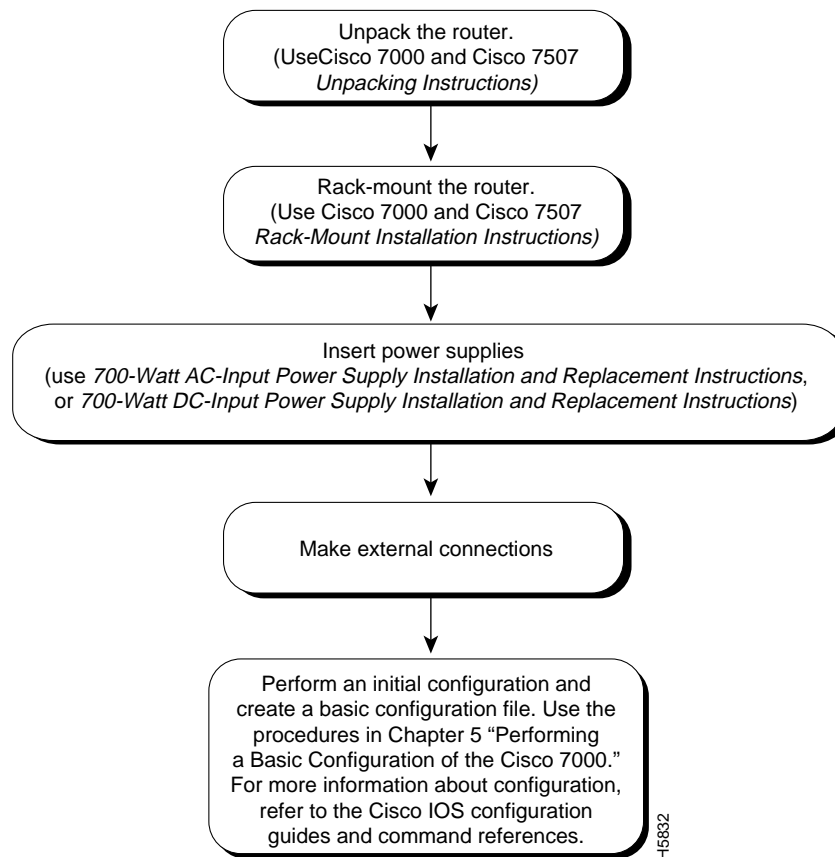 Unpack the router.
(UseCisco 7000 and Cisco 7507
Unpacking Instructions)
Rack-mount the router.
(Use Cisco 7000 and Cisco 7507
Rack-Mount Installation Instructions)
Insert power supplies
(use 700-Watt AC-Input Power Supply Installation and Replacement Instructions,
or 700-Watt DC-Input Power Supply Installation and Replacement Instructions)
Make external connections
Perform an initial configuration and
create a basic configuration file. Use the
procedures in Chapter 5 “Performing
a Basic Configuration of the Cisco 7000.”
For more information about configuration,
refer to the Cisco IOS configuration
guides and command references.
H5832